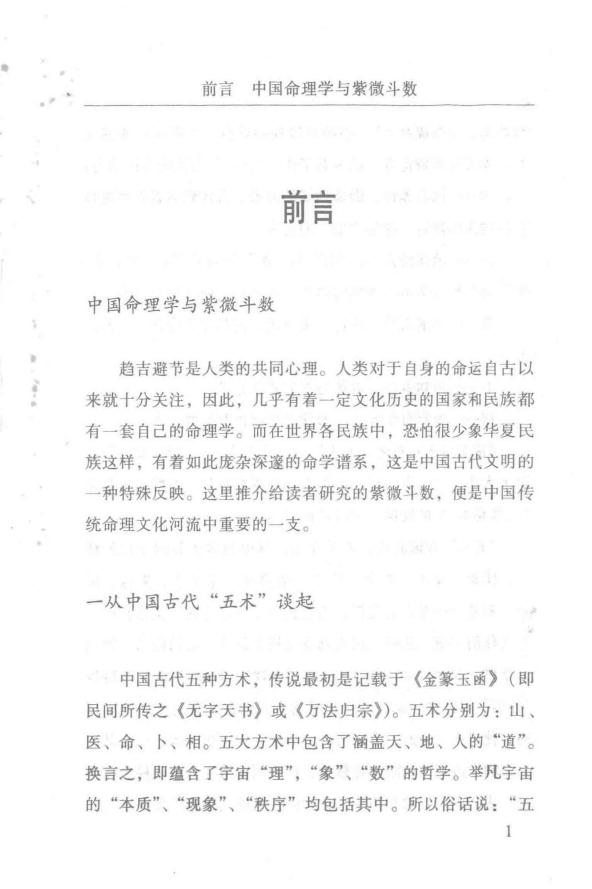 前言 中国命理学与紫微斗数
前言
中国命理学与紫微斗数
趋吉避节是人类的共同心理。人类对于自身的命运自古以
来就十分关注，因此，几乎有着一定文化历史的国家和民族都
有一套自己的命理学。而在世界各民族中，恐怕很少象华夏民
族这样，有着如此庞杂深邃的命学谱系，这是中国古代文明的
一种特殊反映。这里推介给读者研究的紫微斗数，便是中国传
统命理文化河流中重要的一支。
一从中国古代“五术”谈起
中国古代五种方术，传说最初是记载于《金篆玉函》（即
民间所传之《无字天书》或《万法归宗》）。五术分别为：山、
医、命、卜、相。五大方术中包含了涵盖天、地、人的“道”。
换言之，即蕴含了宇宙“理”，“象”“数”的哲学。举凡宇宙
的“本质”、“现象”、“秩序”均包括其中。所以俗话说：“五
1